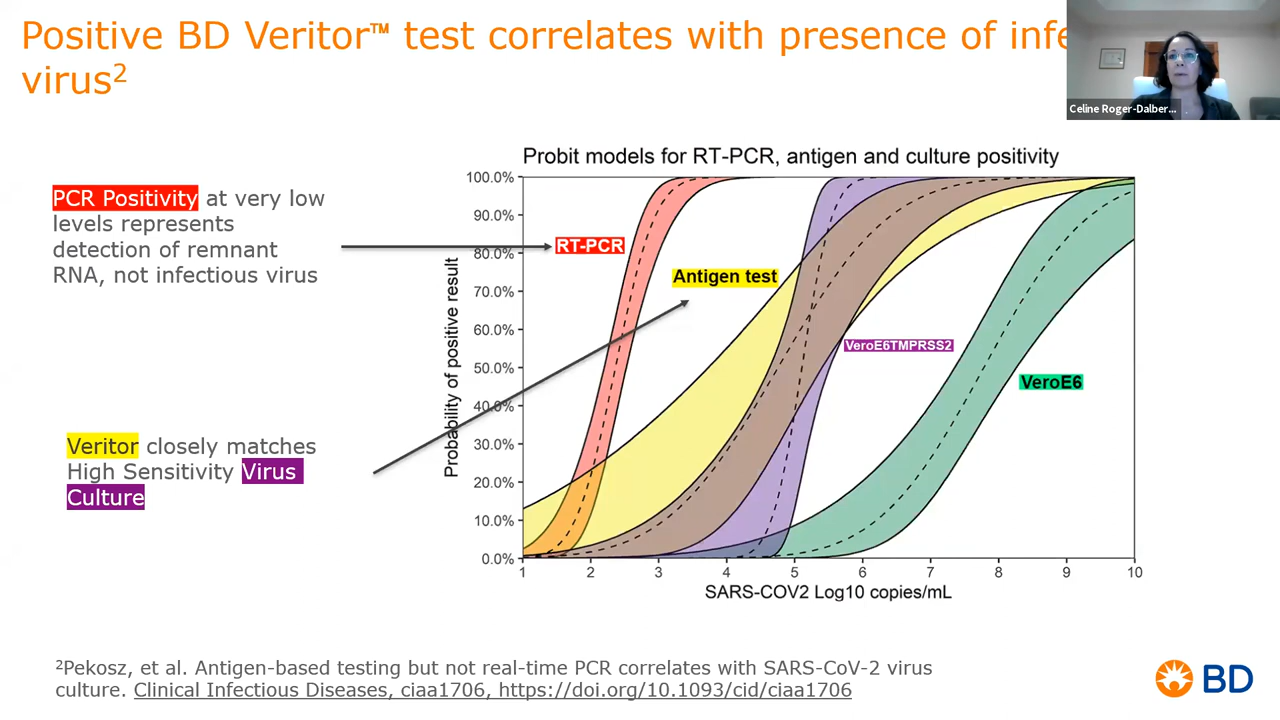 Positive BD Veritor™ test correlates with presence of infe
virus²
Celine Roger-Dalber...
Probit models for RT-PCR, antigen and culture positivity
PCR Positivity at very low
levels represents
detection of remnant
RNA, not infectious virus
Veritor closely matches
High Sensitivity Virus
Culture
Probability of positive result
100.0%
90.0%
80.0%
70.0%
60.0%
50.0%
40.0%
30.0%
20.0%
10.0%
0.0%
RT-PCR
Antigen test
VeroE6TMPRSS2
VeroE6
1 2 3 4 5 6 7 8 9 10
SARS-COV2 Log10 copies/mL
²Pekosz, et al. Antigen-based testing but not real-time PCR correlates with SARS-CoV-2 virus
culture. Clinical Infectious Diseases, ciaa1706, https://doi.org/10.1093/cid/ciaa1706
BD